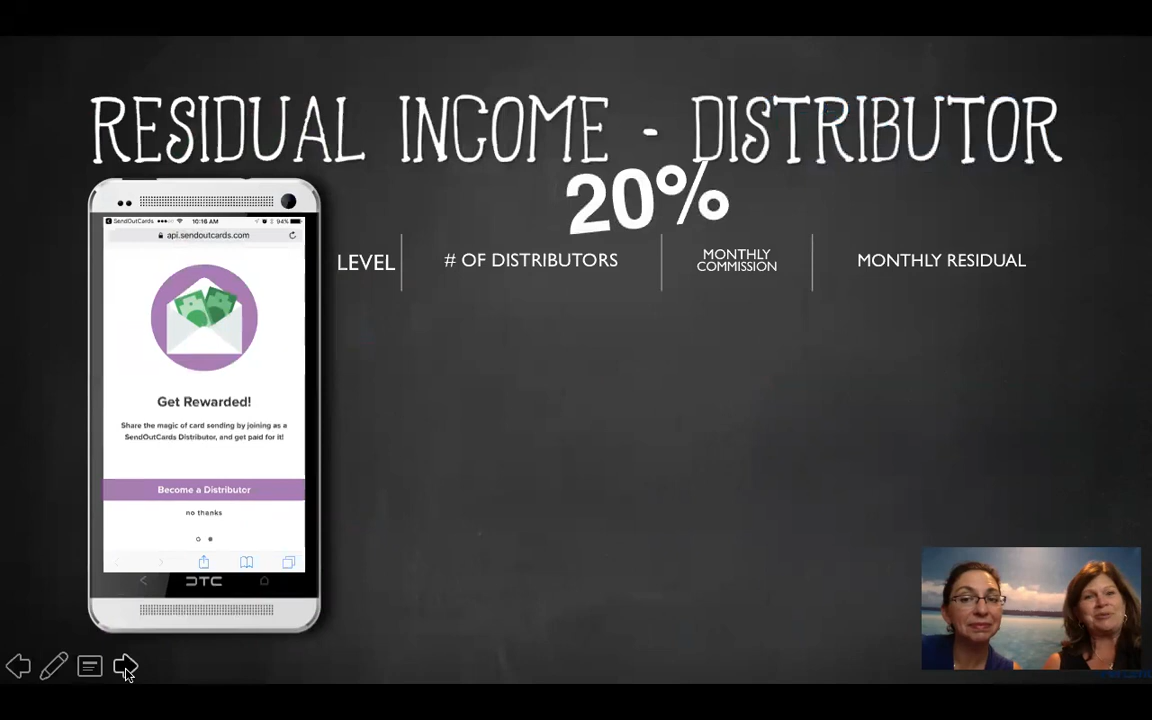 RESIDUAL INCOME - DISTRIBUTOR
20%
LEVEL
# OF DISTRIBUTORS
MONTHLY
COMMISSION
MONTHLY RESIDUAL
SendOutCards
10:16 AM
94%
api.sendoutcards.com
Get Rewarded!
Share the magic of card sending by joining as a
SendOutCards Distributor, and get paid for it!
Become a Distributor
no thanks